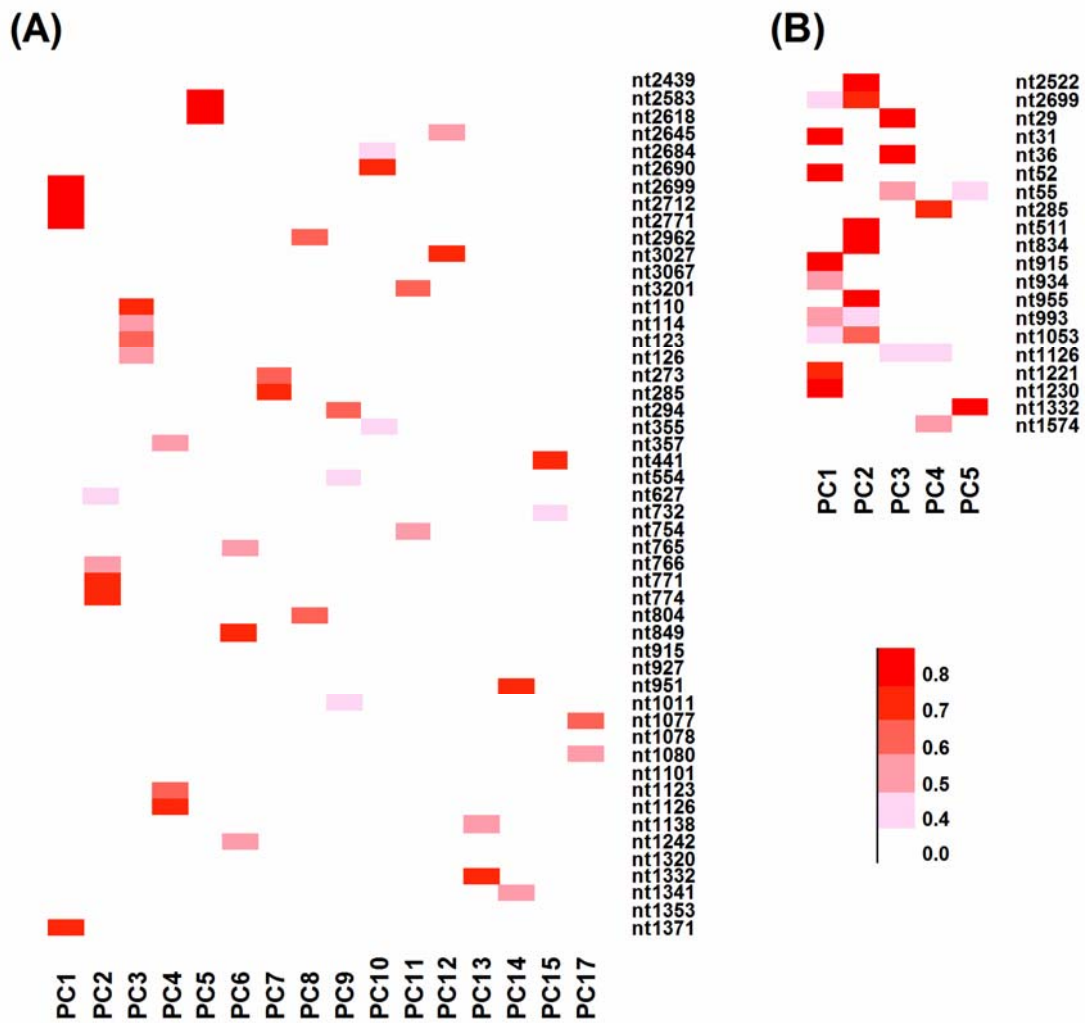 (A)
nt2439
nt2583
nt2618
nt2645
nt2684
nt2690
nt2699
nt2712
nt2771
nt2962
nt3027
nt3067
nt3201
nt110
nt114
nt123
nt126
nt273
nt285
nt294
nt355
nt357
nt441
nt554
nt627
nt732
nt754
nt765
nt766
nt771
nt774
nt804
nt849
nt915
nt927
nt951
nt1011
nt1077
nt1078
nt1080
nt1101
nt1123
nt1126
nt1138
nt1242
nt1320
nt1332
nt1341
nt1353
nt1371
PC1
PC2
PC3
PC4
PC5
PC6
PC7
PC8
PC9
PC10
PC11
PC12
PC13
PC14
PC15
PC17
(B)
nt2522
nt2699
nt29
nt31
nt36
nt52
nt55
nt285
nt511
nt834
nt915
nt934
nt955
nt993
nt1053
nt1126
nt1221
nt1230
nt1332
nt1574
PC1
PC2
PC3
PC4
PC5
0.8
0.7
0.6
0.5
0.4
0.0